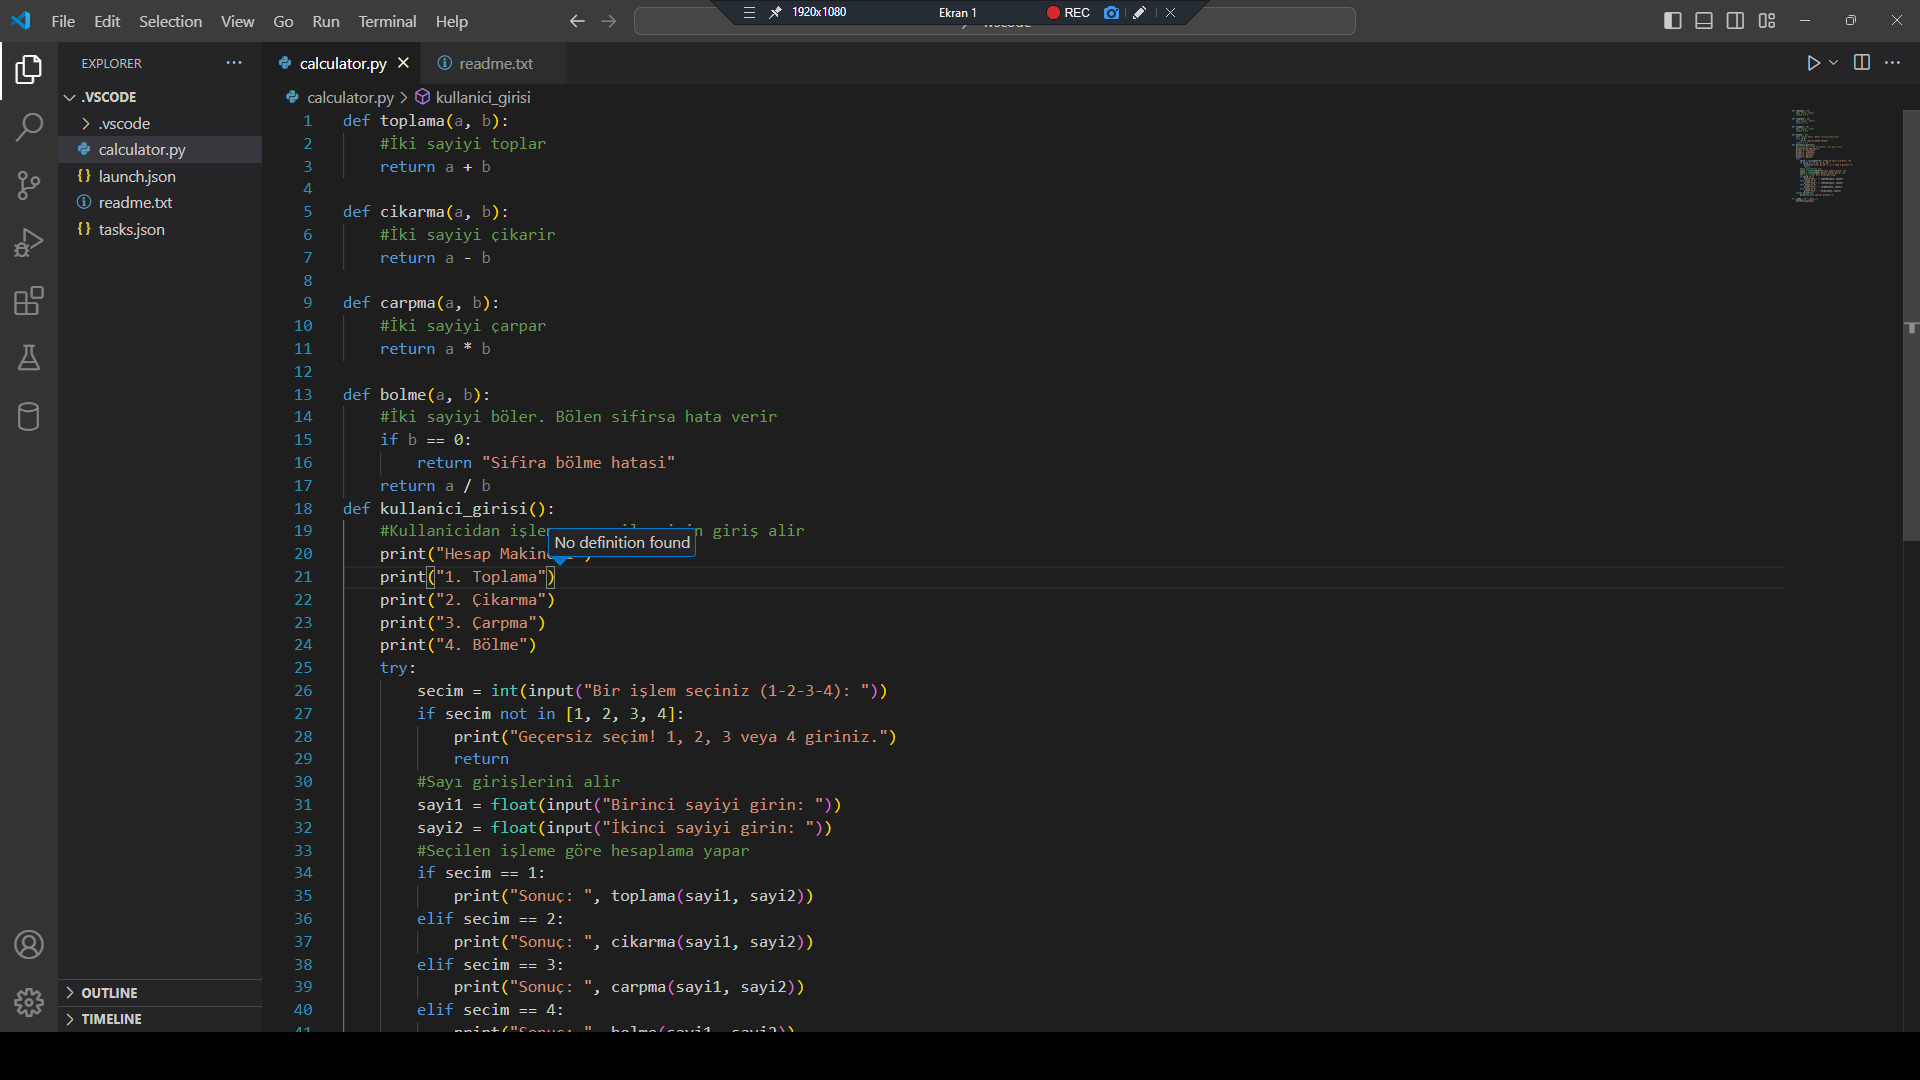 File Edit Selection View Go Run Terminal Help
1920x1080 Ekran 1 REC
EXPLORER
.VSCODE
.vscode
calculator.py
launch.json
readme.txt
tasks.json
OUTLINE
TIMELINE
calculator.py readme.txt
calculator.py > kullanici_girisi
1 def toplama(a, b):
2 #İki sayiyi toplar
3 return a + b
4
5 def cikarma(a, b):
6 #İki sayiyi çikarir
7 return a - b
8
9 def carpma(a, b):
10 #İki sayiyi çarpar
11 return a * b
12
13 def bolme(a, b):
14 #İki sayiyi böler. Bölen sifirsa hata verir
15 if b == 0:
16 return "Sifira bölme hatasi"
17 return a / b
18 def kullanici_girisi():
19 #Kullanicidan giriş alir
No definition found
20 print("Hesap
21 print("1. Toplama")
22 print("2. Çikarma")
23 print("3. Çarpma")
24 print("4. Bölme")
25 try:
26 secim = int(input("Bir işlem seçiniz (1-2-3-4): "))
27 if secim not in [1, 2, 3, 4]:
28 print("Geçersiz seçim! 1, 2, 3 veya 4 giriniz.")
29 return
30 #Sayı girişlerini alir
31 sayi1 = float(input("Birinci sayiyi girin: "))
32 sayi2 = float(input("İkinci sayiyi girin: "))
33 #Seçilen işleme göre hesaplama yapar
34 if secim == 1:
35 print("Sonuç: ", toplama(sayi1, sayi2))
36 elif secim == 2:
37 print("Sonuç: ", cikarma(sayi1, sayi2))
38 elif secim == 3:
39 print("Sonuç: ", carpma(sayi1, sayi2))
40 elif secim == 4:
41 print("Sonuç: ", bolme(sayi1, sayi2))